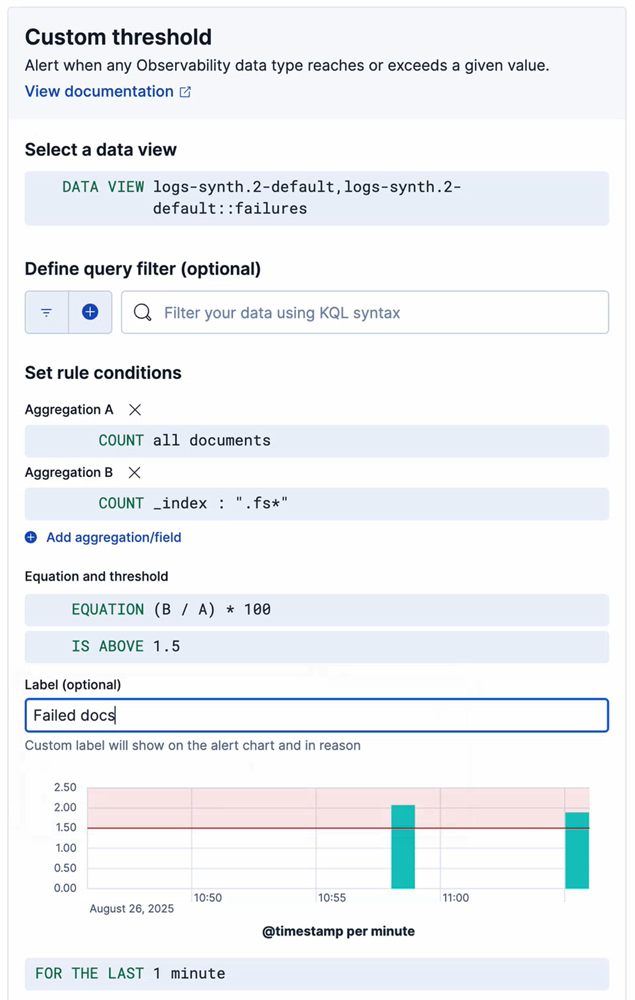 Custom threshold
Alert when any Observability data type reaches or exceeds a given value.
View documentation
Select a data view
DATA VIEW logs-synth.2-default,logs-synth.2-
default::failures
Define query filter (optional)
Filter your data using KQL syntax
Set rule conditions
Aggregation A
COUNT all documents
Aggregation B
COUNT _index : ".fs*"
Add aggregation/field
Equation and threshold
EQUATION (B / A) * 100
IS ABOVE 1.5
Label (optional)
Failed docs
Custom label will show on the alert chart and in reason
2.50
2.00
1.50
1.00
0.50
0.00
10:50 10:55 11:00
August 26, 2025
@timestamp per minute
FOR THE LAST 1 minute